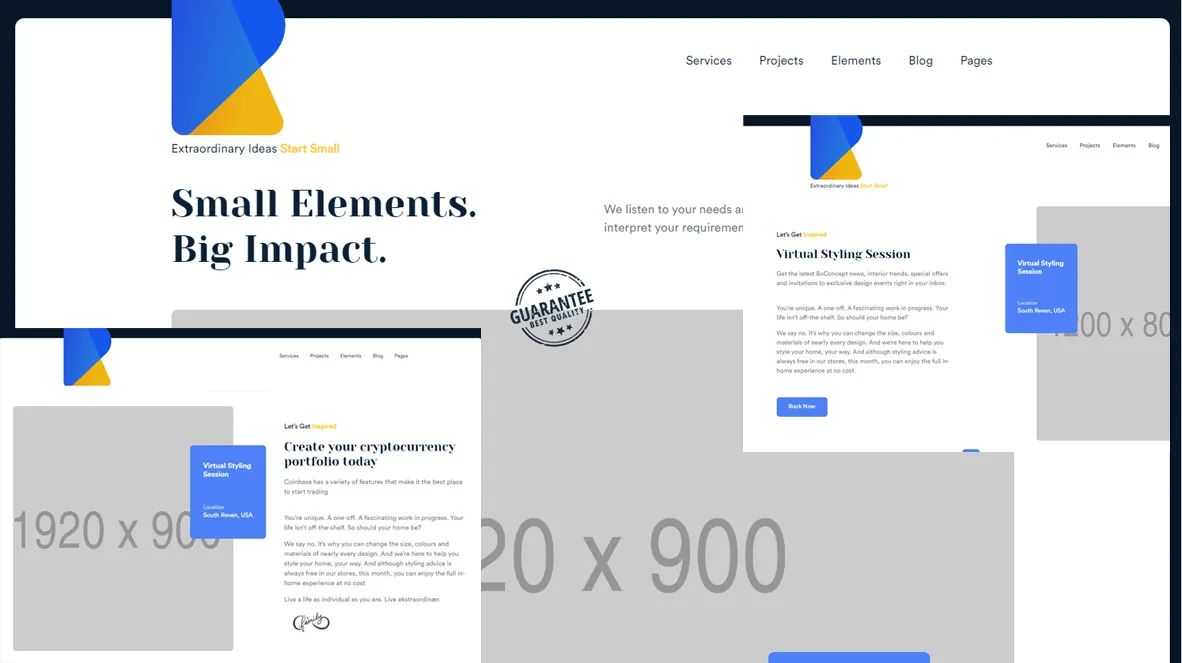 Services Projects Elements Blog Pages
Extraordinary Ideas Start Small
Small Elements.
Big Impact.
We listen to your needs
interpret your
GUARANTEE
BEST QUALITY
20 x 900
Services Projects Elements Blog
Extraordinary Ideas Start Small
Let's Get Inspired
Virtual Styling Session
Get the latest BoConcept news, interior trends, special offers
and invitations to exclusive design events right in your inbox.
You're unique. A one-off. A fascinating work in progress. Your
life isn't off-the-shelf. So should your home be?
We say no. It's why you can change the size, colours and
materials of nearly every design. And we're here to help you
style your home, your way. And although styling advice is
always free in our stores, this month, you can enjoy the full in-
home experience at no cost.
Book Now
Virtual Styling
Session
Location
South Reven, USA
200 x 80
Services Projects Elements Blog Pages
1920 x 900
Virtual Styling
Session
Location
South Reven, USA
Let's Get Inspired
Create your cryptocurrency
portfolio today
Coinbase has a variety of features that make it the best place
to start trading
You're unique. A one-off. A fascinating work in progress. Your
life isn't off-the-shelf. So should your home be?
We say no. It's why you can change the size, colours and
materials of nearly every design. And we're here to help you
style your home, your way. And although styling advice is
always free in our stores, this month, you can enjoy the full in-
home experience at no cost
Live a life as individual as you are. Live ekstraordinær.
family